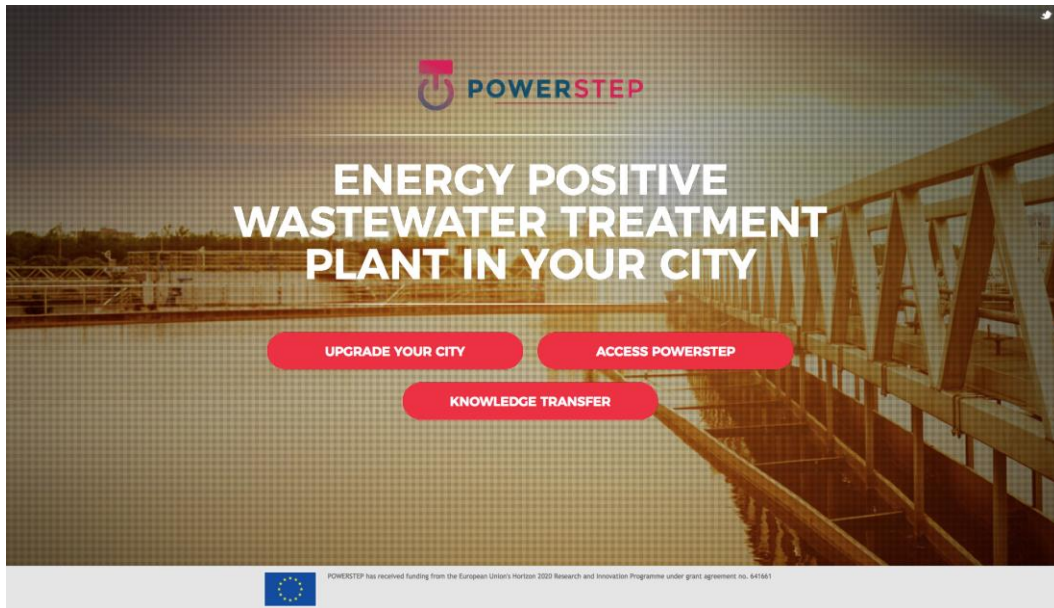 POWERSTEP
ENERGY POSITIVE
WASTEWATER TREATMENT
PLANT IN YOUR CITY
UPGRADE YOUR CITY
ACCESS POWERSTEP
KNOWLEDGE TRANSFER
POWERSTEP has received funding from the European Union's Horizon 2020 Research and Innovation Programme under grant agreement no. 641661